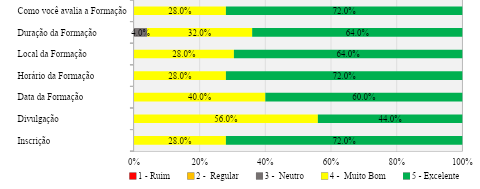 Como você avalia a Formação 28.0% 72.0%
Duração da Formação 4.0% 32.0% 64.0%
Local da Formação 28.0% 64.0%
Horário da Formação 28.0% 72.0%
Data da Formação 40.0% 60.0%
Divulgação 56.0% 44.0%
Inscrição 28.0% 72.0%
0% 20% 40% 60% 80% 100%
1 - Ruim 2 - Regular 3 - Neutro 4 - Muito Bom 5 - Excelente